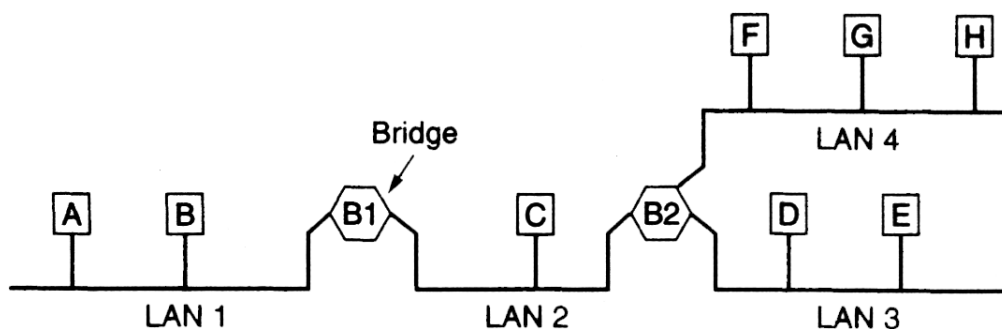 F G H
LAN 4
Bridge
A B B1 C B2 D E
LAN 1 LAN 2 LAN 3